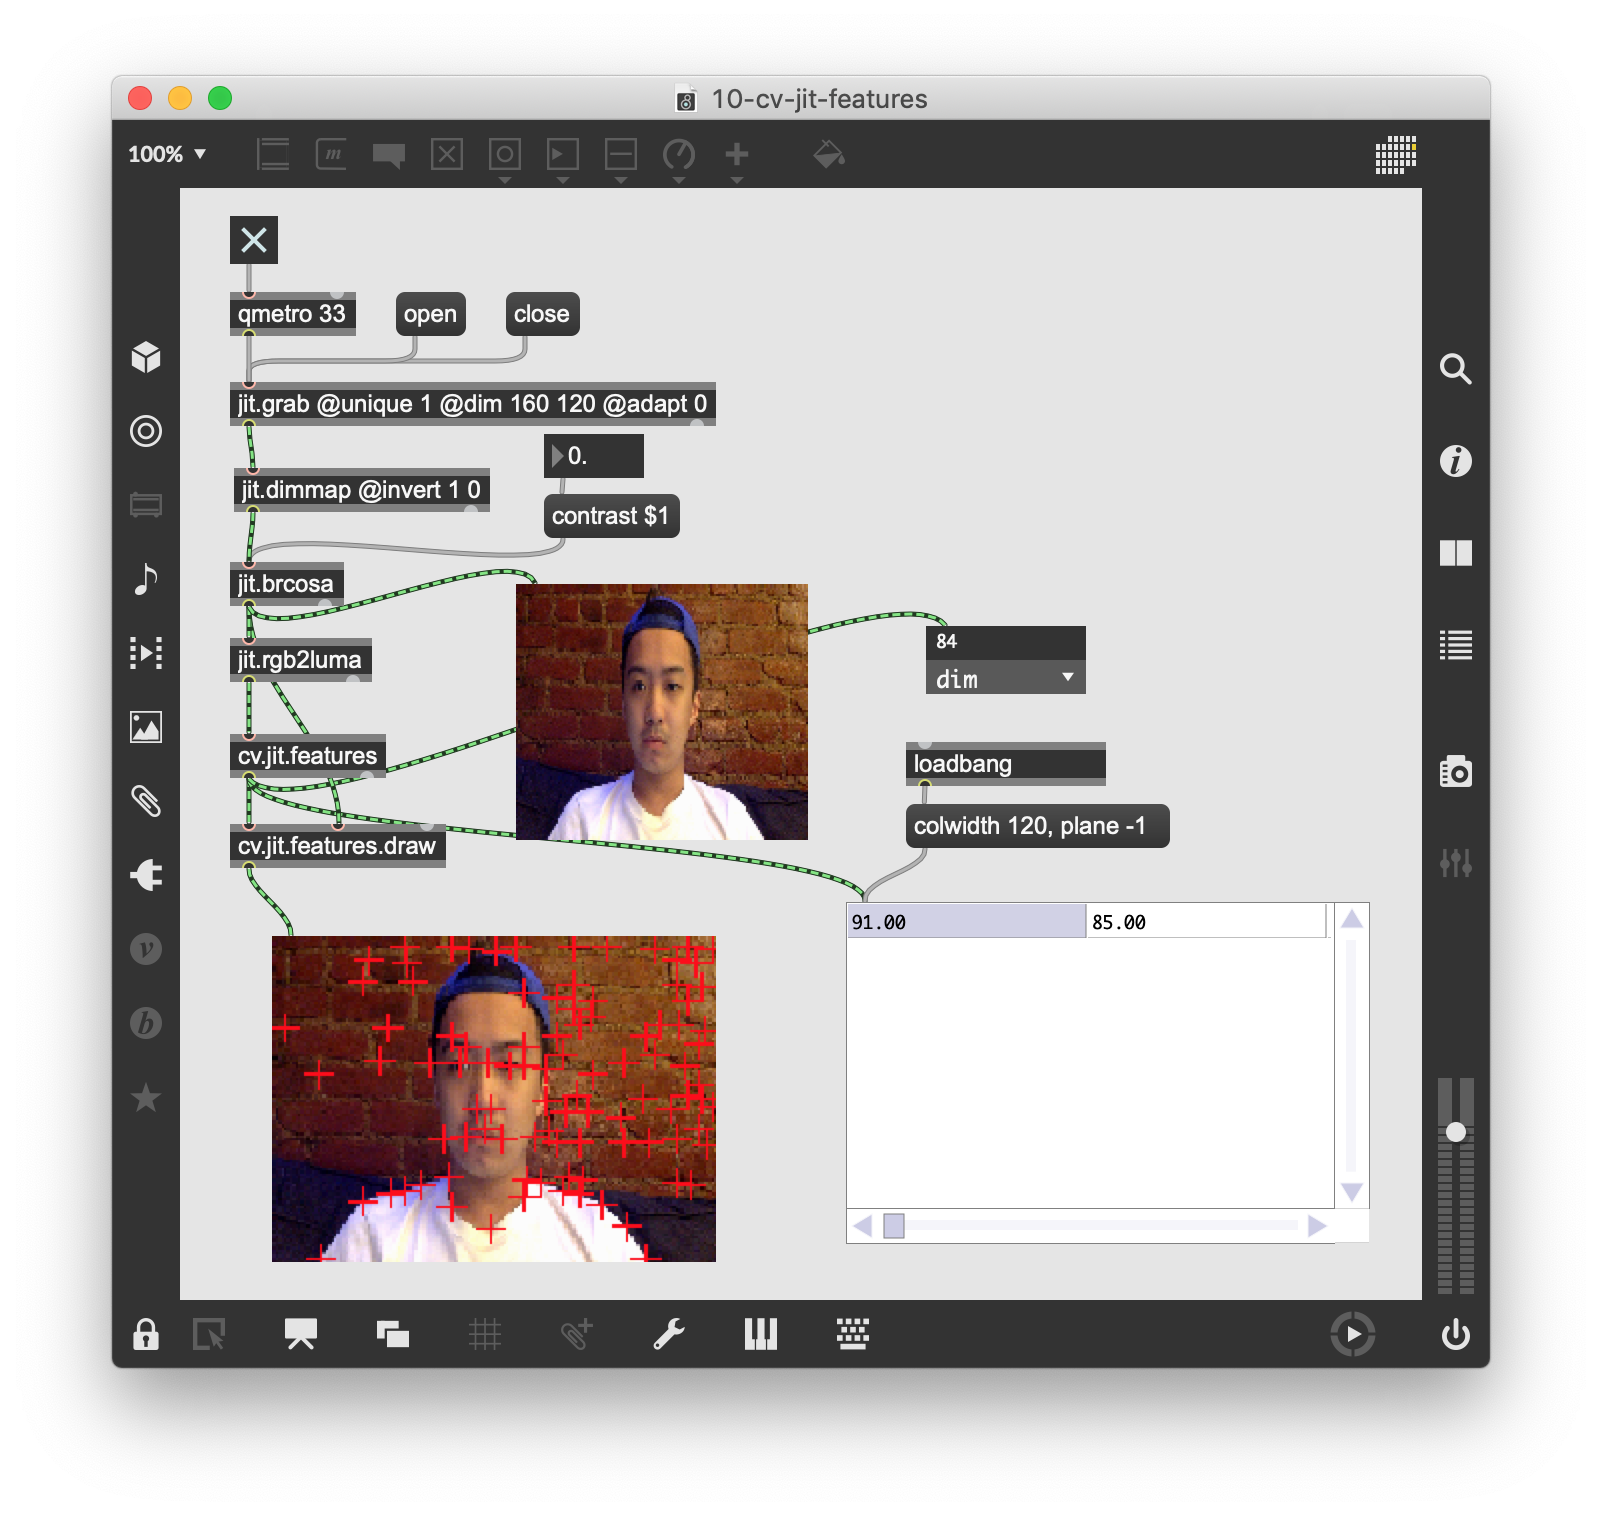 10-cv-jit-features
100%
m
qmetro 33
open
close
jit.grab @unique 1 @dim 160 120 @adapt 0
0.
jit.dimmap @invert 1 0
contrast $1
jit.brcosa
84
jit.rgb2luma
dim
cv.jit.features
loadbang
colwidth 120, plane -1
cv.jit.features.draw
91.00
85.00
i
v
b